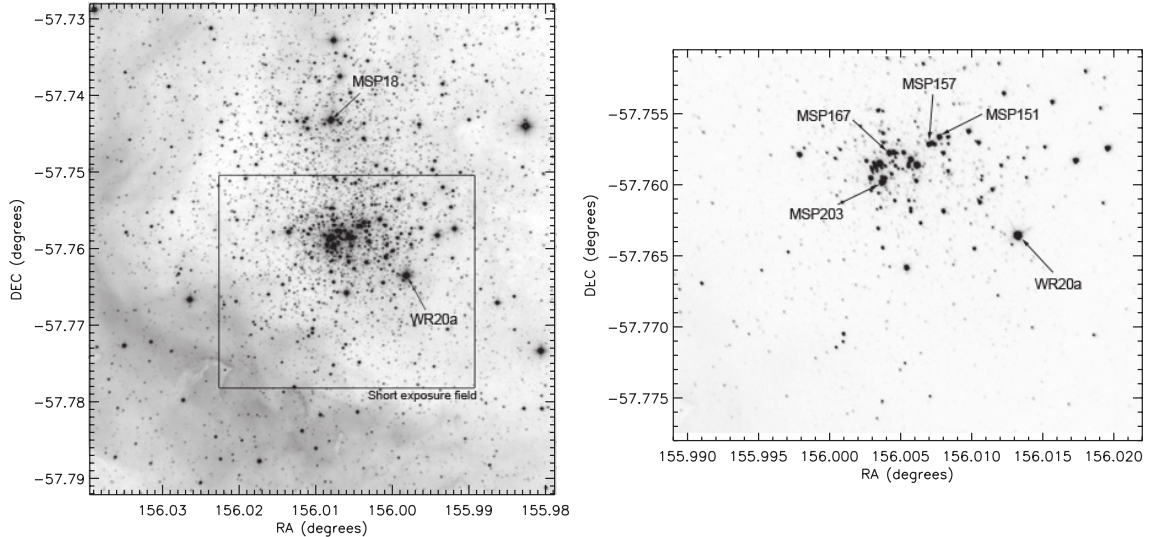 −57.73
−57.74
−57.75
−57.76
−57.77
−57.78
−57.79
DEC (degrees)
MSP18
WR20a
Short exposure field
156.03 156.02 156.01 156.00 155.99 155.98
RA (degrees)
−57.755
−57.760
−57.765
−57.770
−57.775
DEC (degrees)
MSP157
MSP167
MSP151
MSP203
WR20a
155.990 155.995 156.000 156.005 156.010 156.015 156.020
RA (degrees)